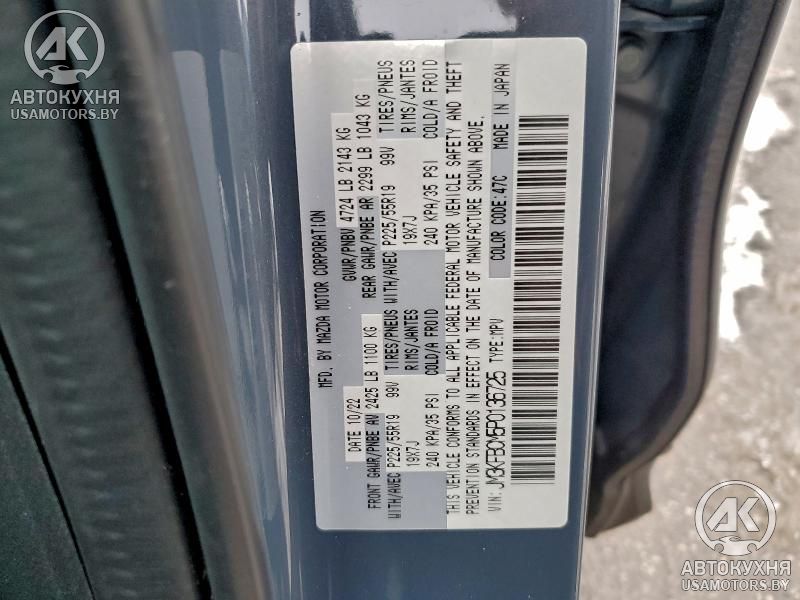 MFD. BY MAZDA MOTOR CORPORATION
DATE 10/22 GVWR/PNBV 4724 LB 2143 KG
FRONT GAWR/PNBE AV 2425 LB 1100 KG REAR GAWR/PNBE AR 2299 LB 1043 KG
WITH/AVEC P225/55R19 99V TIRES/PNEUS WITH/AVEC P225/55R19 99V TIRES/PNEUS
19X7J RIMS/JANTES 19X7J RIMS/JANTES
240 KPA/35 PSI COLD/A FROID 240 KPA/35 PSI COLD/A FROID
THIS VEHICLE CONFORMS TO ALL APPLICABLE FEDERAL MOTOR VEHICLE SAFETY AND THEFT
PREVENTION STANDARDS IN EFFECT ON THE DATE OF MANUFACTURE SHOWN ABOVE.
VIN: JM3KFBCM5P0136725 TYPE: MPV COLOR CODE: 47C MADE IN JAPAN
АК
АВТОКУХНЯ
USAMOTORS.BY
АК
АВТОКУХНЯ
USAMOTORS.BY